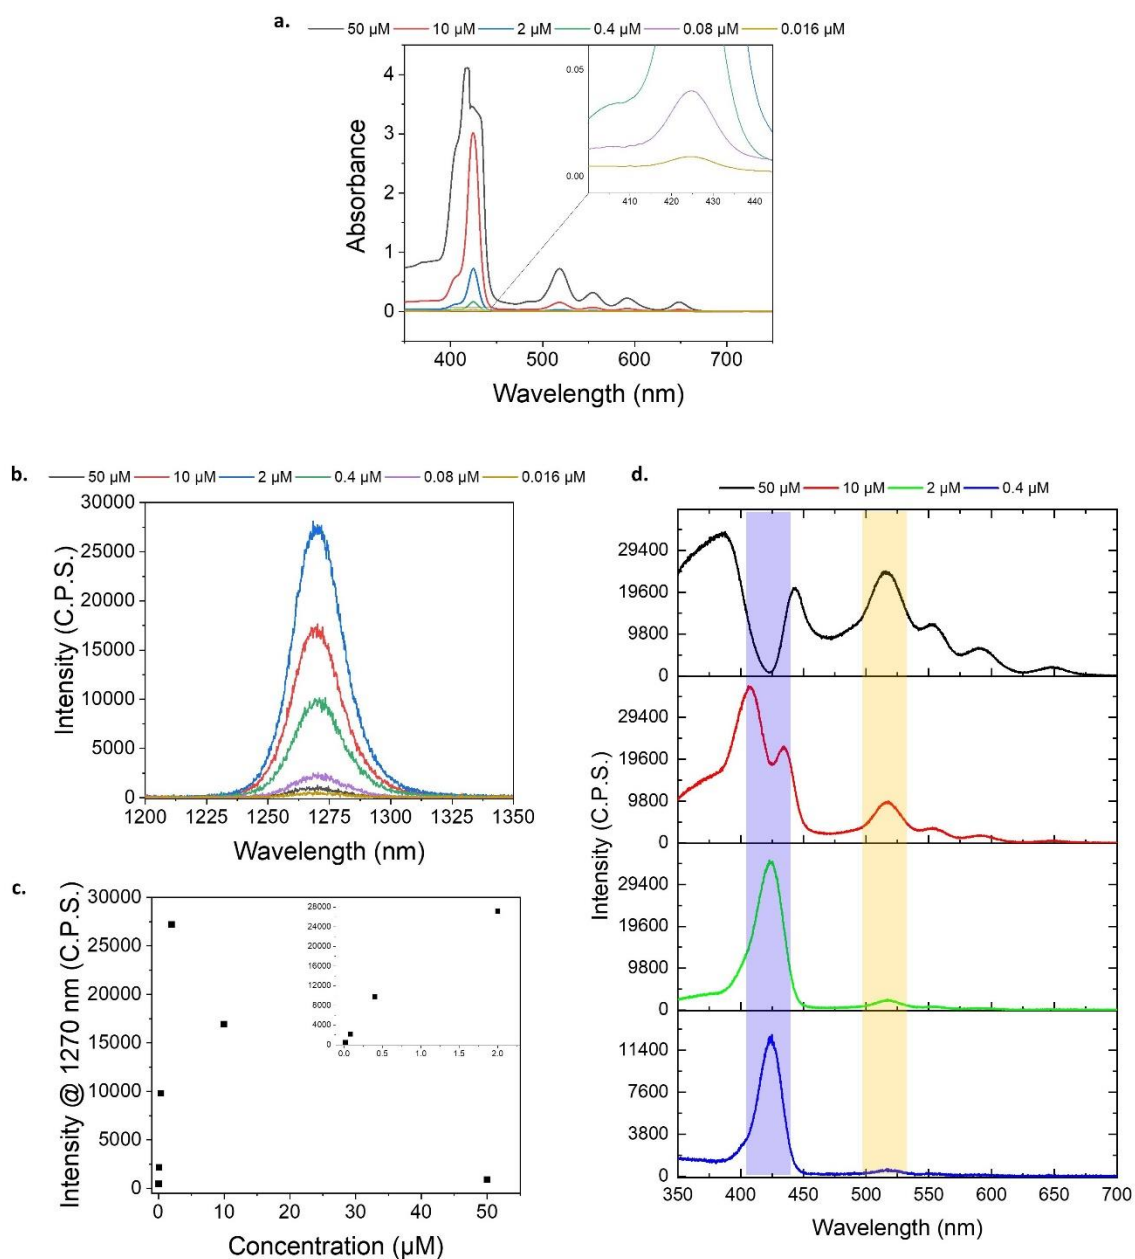 a.
50 µM 10 µM 2 µM 0.4 µM 0.08 µM 0.016 µM
4
3
2
1
0
Absorbance
0.05
0.00
410 420 430 440
400 500 600 700
Wavelength (nm)
b.
50 µM 10 µM 2 µM 0.4 µM 0.08 µM 0.016 µM
30000
25000
20000
15000
10000
5000
0
Intensity (C.P.S.)
1200 1225 1250 1275 1300 1325 1350
Wavelength (nm)
c.
30000
25000
20000
15000
10000
5000
0
Intensity @ 1270 nm (C.P.S.)
28000
24000
20000
16000
12000
8000
4000
0
0.0 0.5 1.0 1.5 2.0
0 10 20 30 40 50
Concentration (µM)
d.
50 µM 10 µM 2 µM 0.4 µM
29400
19600
9800
0
29400
19600
9800
0
29400
19600
9800
0
11400
7600
3800
0
Intensity (C.P.S.)
350 400 450 500 550 600 650 700
Wavelength (nm)